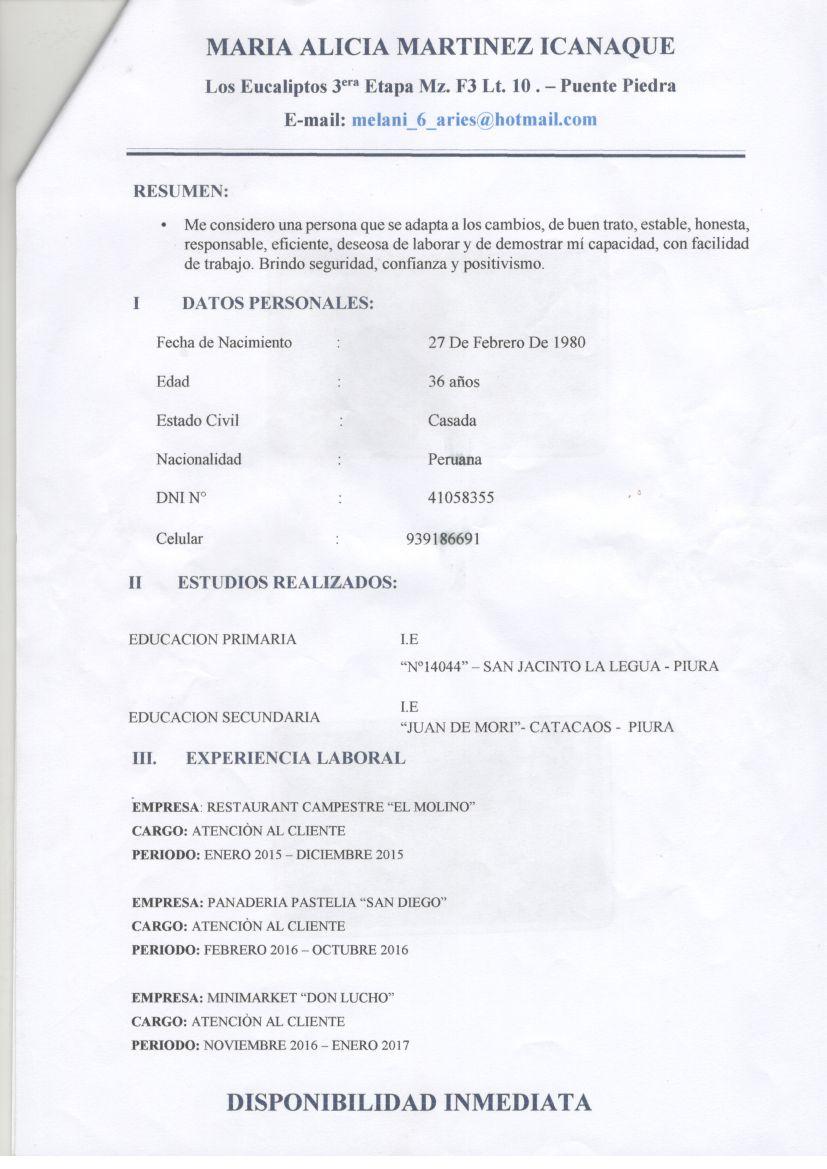 MARIA ALICIA MARTINEZ ICANAQUE
Los Eucaliptos 3era Etapa Mz. F3 Lt. 10 . – Puente Piedra
E-mail: melani_6_aries@hotmail.com
RESUMEN:
• Me considero una persona que se adapta a los cambios, de buen trato, estable, honesta,
responsable, eficiente, deseosa de laborar y de demostrar mí capacidad, con facilidad
de trabajo. Brindo seguridad, confianza y positivismo.
I DATOS PERSONALES:
Fecha de Nacimiento : 27 De Febrero De 1980
Edad : 36 años
Estado Civil : Casada
Nacionalidad : Peruana
DNI N° : 41058355
Celular : 939186691
II ESTUDIOS REALIZADOS:
EDUCACION PRIMARIA I.E
“Nº14044” – SAN JACINTO LA LEGUA - PIURA
I.E
EDUCACION SECUNDARIA “JUAN DE MORI”- CATACAOS - PIURA
III. EXPERIENCIA LABORAL
EMPRESA: RESTAURANT CAMPESTRE “EL MOLINO”
CARGO: ATENCIÒN AL CLIENTE
PERIODO: ENERO 2015 – DICIEMBRE 2015
EMPRESA: PANADERIA PASTELIA “SAN DIEGO”
CARGO: ATENCIÒN AL CLIENTE
PERIODO: FEBRERO 2016 – OCTUBRE 2016
EMPRESA: MINIMARKET “DON LUCHO”
CARGO: ATENCIÒN AL CLIENTE
PERIODO: NOVIEMBRE 2016 – ENERO 2017
DISPONIBILIDAD INMEDIATA